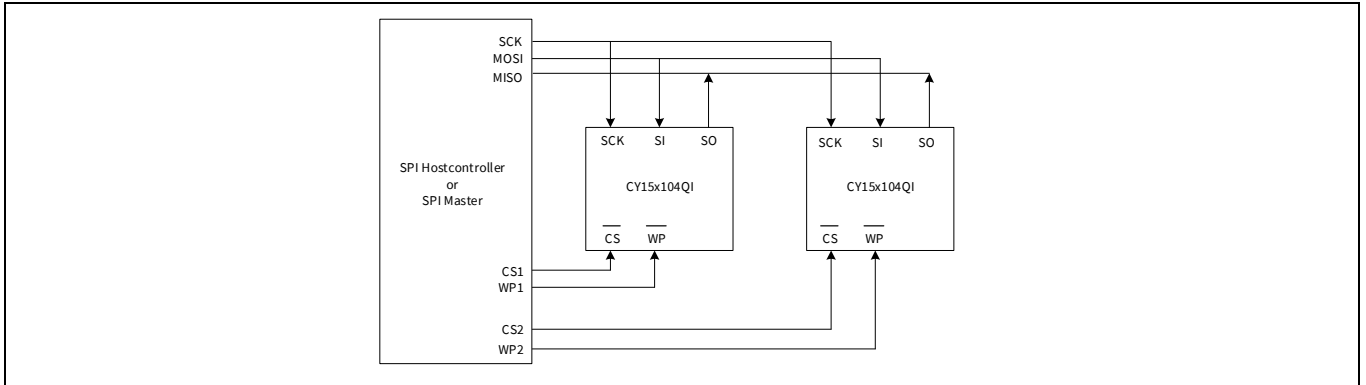 SCK
MOSI
MISO
SPI Hostcontroller
or
SPI Master
CS1
WP1
CS2
WP2
SCK SI SO
CY15x104QI
CS WP
SCK SI SO
CY15x104QI
CS WP